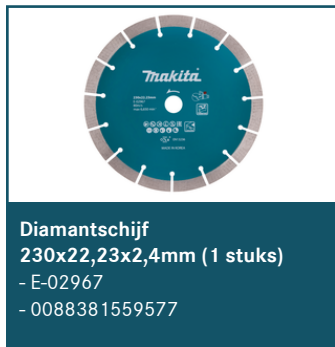 makita
Diamantschijf
230x22,23x2,4mm (1 stuks)
- E-02967
- 0088381559577